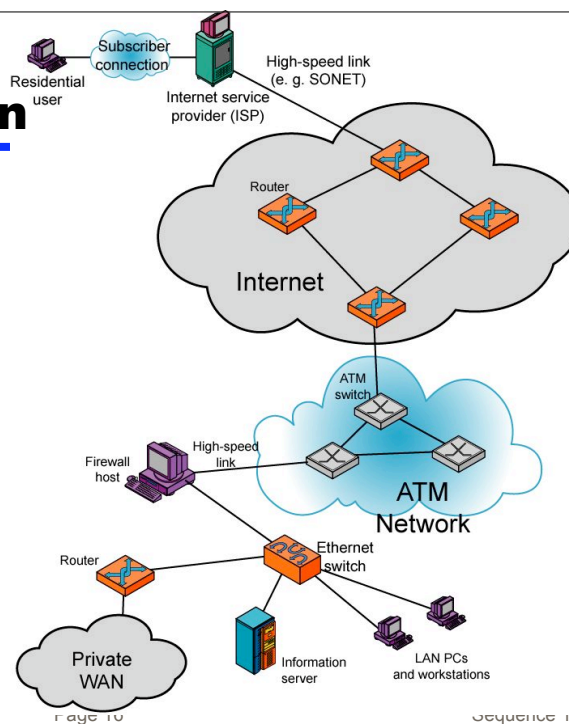 Subscriber
connection
Residential
user
Internet service
provider (ISP)
High-speed link
(e. g. SONET)
n
Router
Internet
ATM
switch
High-speed
link
Firewall
host
ATM
Network
Ethernet
switch
Router
Private
WAN
Information
server
LAN PCs
and workstations